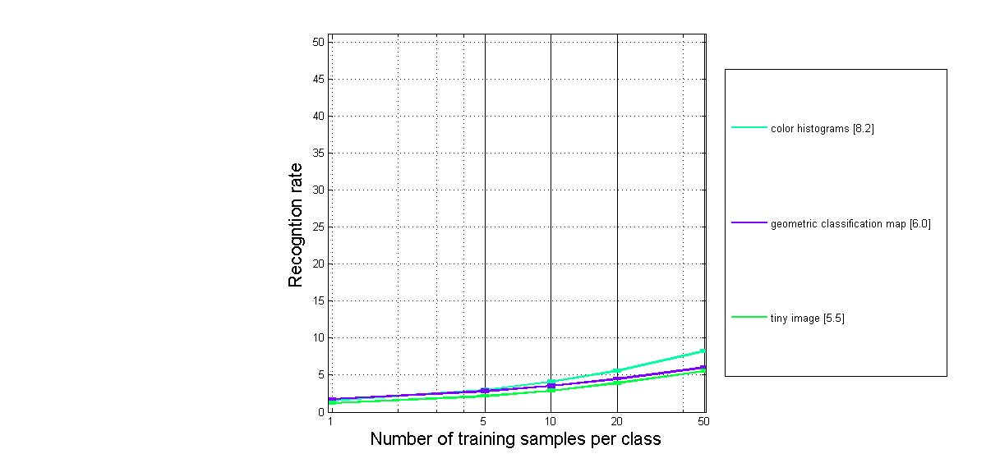 50
45
40
35
30
25
20
15
10
5
0
Recogntion rate
1 5 10 20 50
Number of training samples per class
color histograms [8.2]
geometric classification map [6.0]
tiny image [5.5]